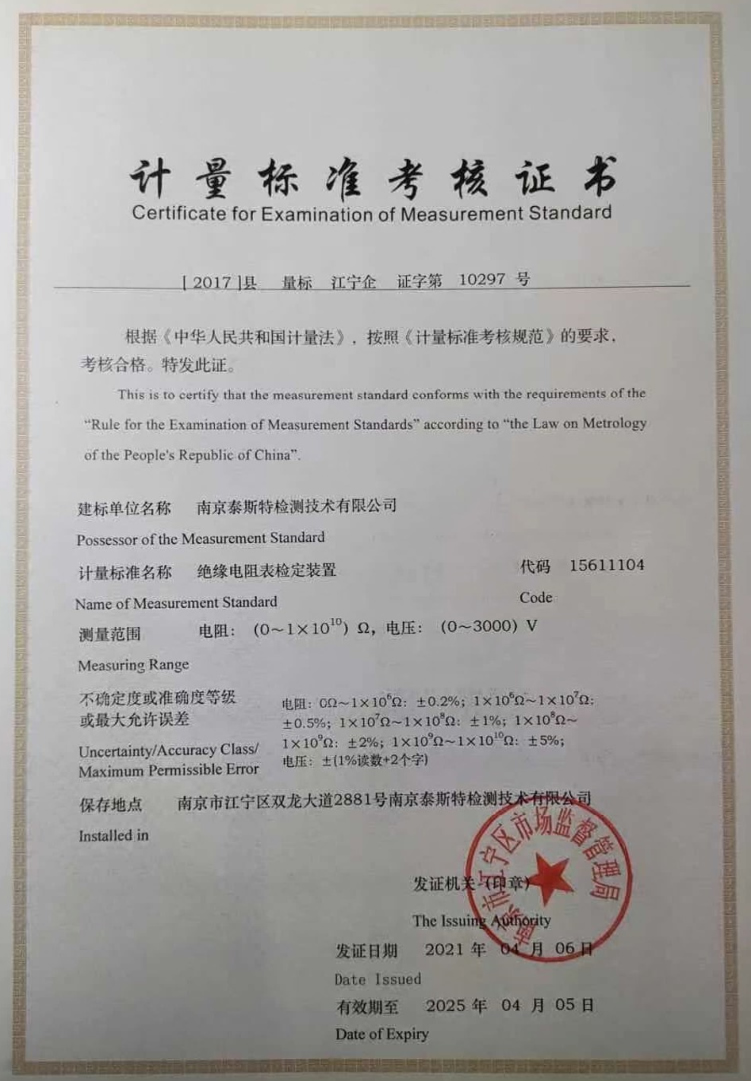 计量标准考核证书
Certificate for Examination of Measurement Standard
[ 2017 ]县 量标 江宁企 证字第 10297 号
根据《中华人民共和国计量法》，按照《计量标准考核规范》的要求，
考核合格。特发此证。
This is to certify that the measurement standard conforms with the requirements of the
“Rule for the Examination of Measurement Standards” according to “the Law on Metrology
of the People's Republic of China”.
建标单位名称 南京泰斯特检测技术有限公司
Possessor of the Measurement Standard
计量标准名称 绝缘电阻表检定装置 代码 15611104
Name of Measurement Standard Code
测量范围 电阻：（0～1×10¹⁰）Ω，电压：（0～3000）V
Measuring Range
不确定度或准确度等级 电阻：0Ω～1×10⁶Ω：±0.2%；1×10⁶Ω～1×10⁷Ω：
或最大允许误差 ±0.5%；1×10⁷Ω～1×10⁸Ω：±1%；1×10⁸Ω～
Uncertainty/Accuracy Class/ 1×10⁹Ω：±2%；1×10⁹Ω～1×10¹⁰Ω：±5%；
Maximum Permissible Error 电压：±(1%读数+2个字)
保存地点 南京市江宁区双龙大道2881号南京泰斯特检测技术有限公司
Installed in
南京市江宁区市场监督管理局
发证机关（印章）
The Issuing Authority
发证日期 2021 年 04 月 06 日
Date Issued
有效期至 2025 年 04 月 05 日
Date of Expiry